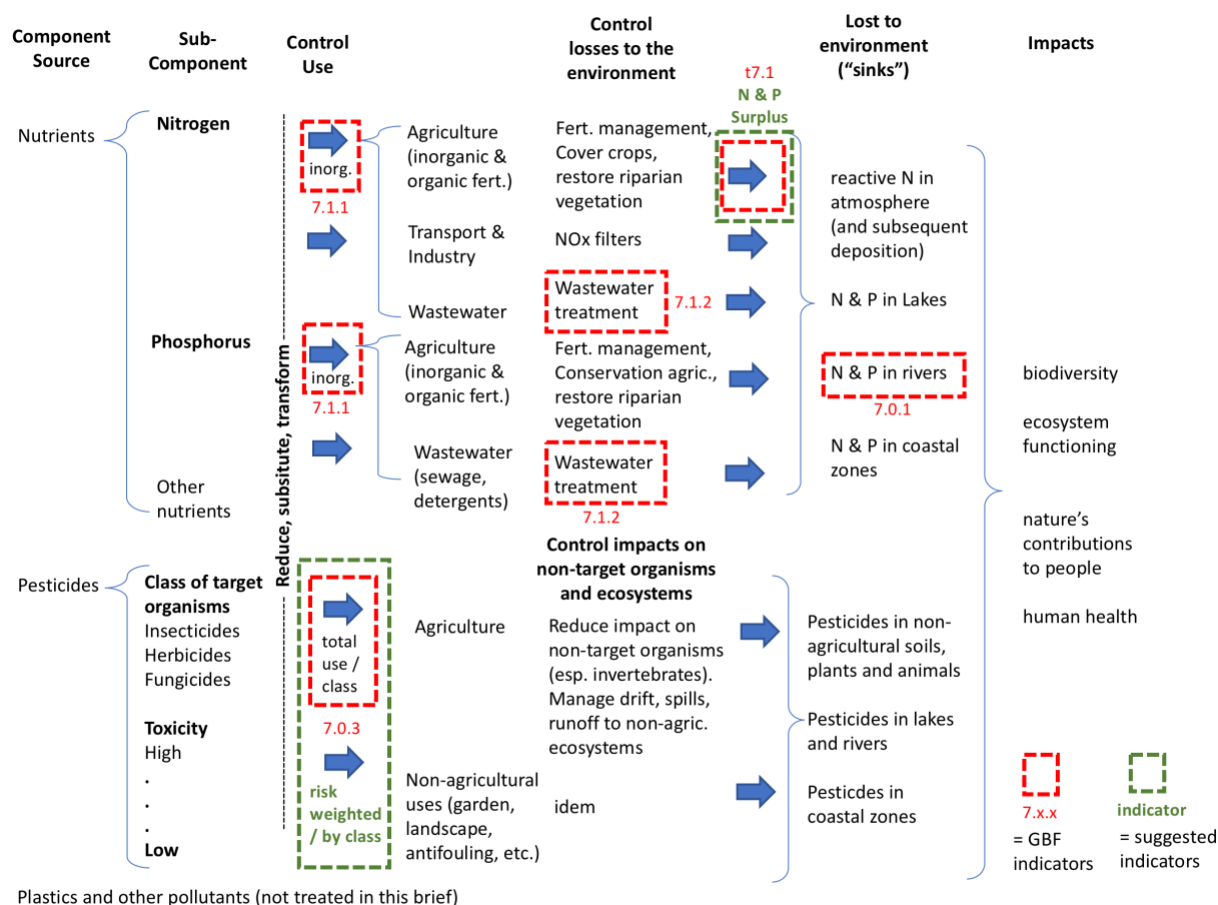 Component
Source
Sub-
Component
Control
Use
Control
losses to the
environment
Lost to
environment
(“sinks”)
Impacts
t7.1
N & P
Surplus
Nutrients
Nitrogen
inorg.
7.1.1
Agriculture
(inorganic &
organic fert.)
Fert. management,
Cover crops,
restore riparian
vegetation
reactive N in
atmosphere
(and subsequent
deposition)
Transport &
Industry
NOx filters
Wastewater
Wastewater
treatment
7.1.2
N & P in Lakes
Phosphorus
inorg.
7.1.1
Agriculture
(inorganic &
organic fert.)
Fert. management,
Conservation agric.,
restore riparian
vegetation
N & P in rivers
7.0.1
Wastewater
(sewage,
detergents)
Wastewater
treatment
7.1.2
N & P in coastal
zones
Other
nutrients
Reduce, subsitute, transform
biodiversity
ecosystem
functioning
nature’s
contributions
to people
human health
Pesticides
Class of target
organisms
Insecticides
Herbicides
Fungicides
Toxicity
High
.
.
.
.
Low
total
use /
class
7.0.3
risk
weighted
/ by class
Agriculture
Control impacts on
non-target organisms
and ecosystems
Reduce impact on
non-target organisms
(esp. invertebrates).
Manage drift, spills,
runoff to non-agric.
ecosystems
Pesticides in non-
agricultural soils,
plants and animals
Pesticides in lakes
and rivers
Non-agricultural
uses (garden,
landscape,
antifouling, etc.)
idem
Pesticdes in
coastal zones
7.x.x
= GBF
indicators
indicator
= suggested
indicators
Plastics and other pollutants (not treated in this brief)